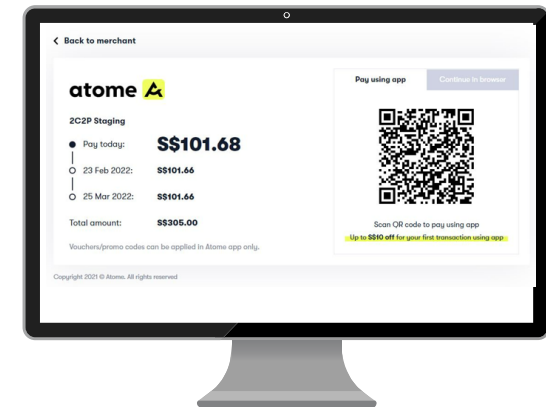 Back to merchant
atome
2C2P Staging
Pay today: S$101.68
23 Feb 2022: S$101.66
25 Mar 2022: S$101.66
Total amount: S$305.00
Vouchers/promo codes can be applied in Atome app only.
Pay using app Continue in browser
Scan QR code to pay using app
Up to S$10 off for your first transaction using app
Copyright 2021 © Atome. All rights reserved